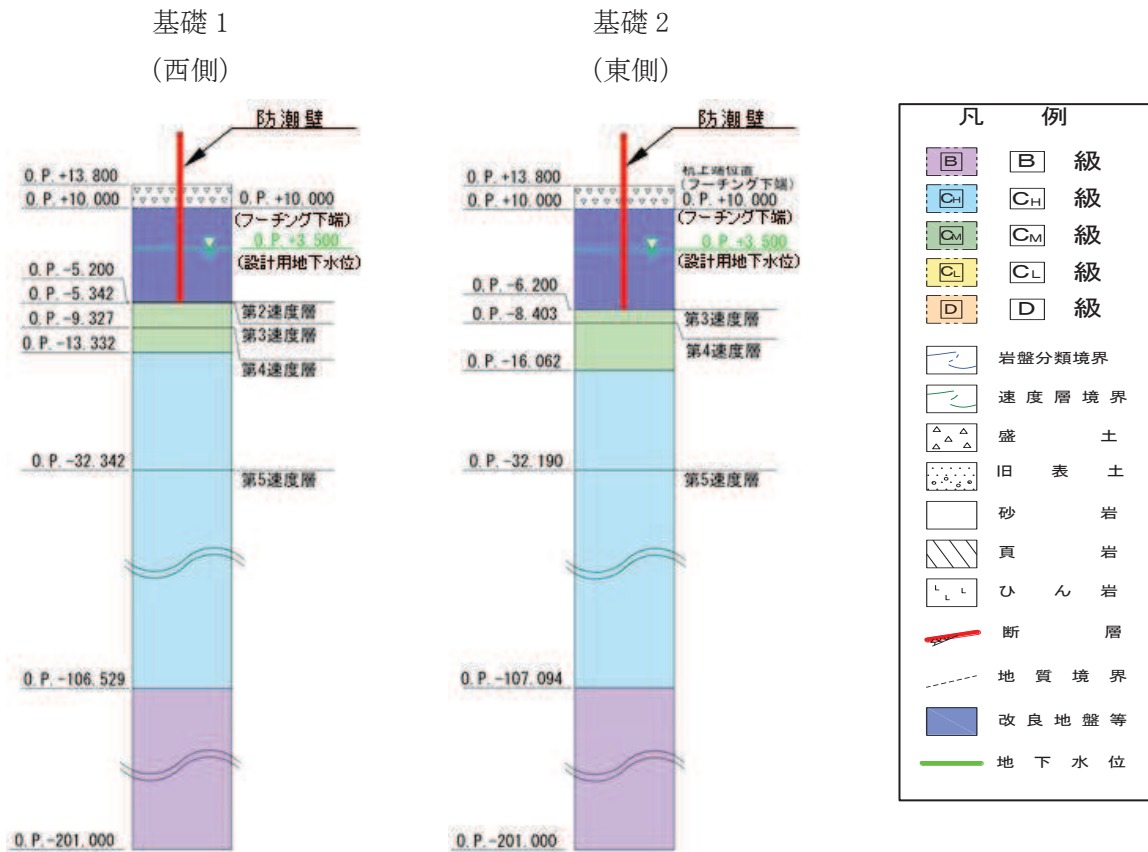 基礎 1
(西側)
防潮壁
O.P.+13.800
O.P.+10.000
O.P.+10.000
(フーチング下端)
O.P.+3.500
(設計用地下水位)
O.P.-5.200
O.P.-5.342
第2速度層
O.P.-9.327
第3速度層
O.P.-13.332
第4速度層
O.P.-32.342
第5速度層
O.P.-106.529
O.P.-201.000
基礎 2
(東側)
防潮壁
杭上端位置
O.P.+13.800
(フーチング下端)
O.P.+10.000
O.P.+10.000
(フーチング下端)
O.P.+3.500
(設計用地下水位)
O.P.-6.200
第3速度層
O.P.-8.403
第4速度層
O.P.-16.062
O.P.-32.190
第5速度層
O.P.-107.094
O.P.-201.000
凡 例
B B 級
CH CH 級
CM CM 級
CL CL 級
D D 級
岩盤分類境界
速度層境界
盛土
旧表土
砂岩
頁岩
ひん岩
断層
地質境界
改良地盤等
地下水位